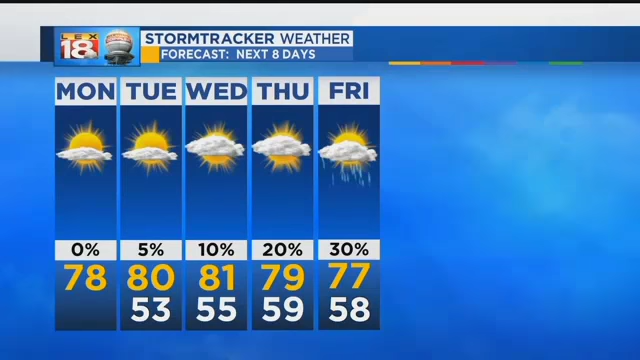 LEX
18
STORMTRACKER WEATHER
FORECAST: NEXT 8 DAYS
MON TUE WED THU FRI
0% 5% 10% 20% 30%
78 80 81 79 77
53 55 59 58